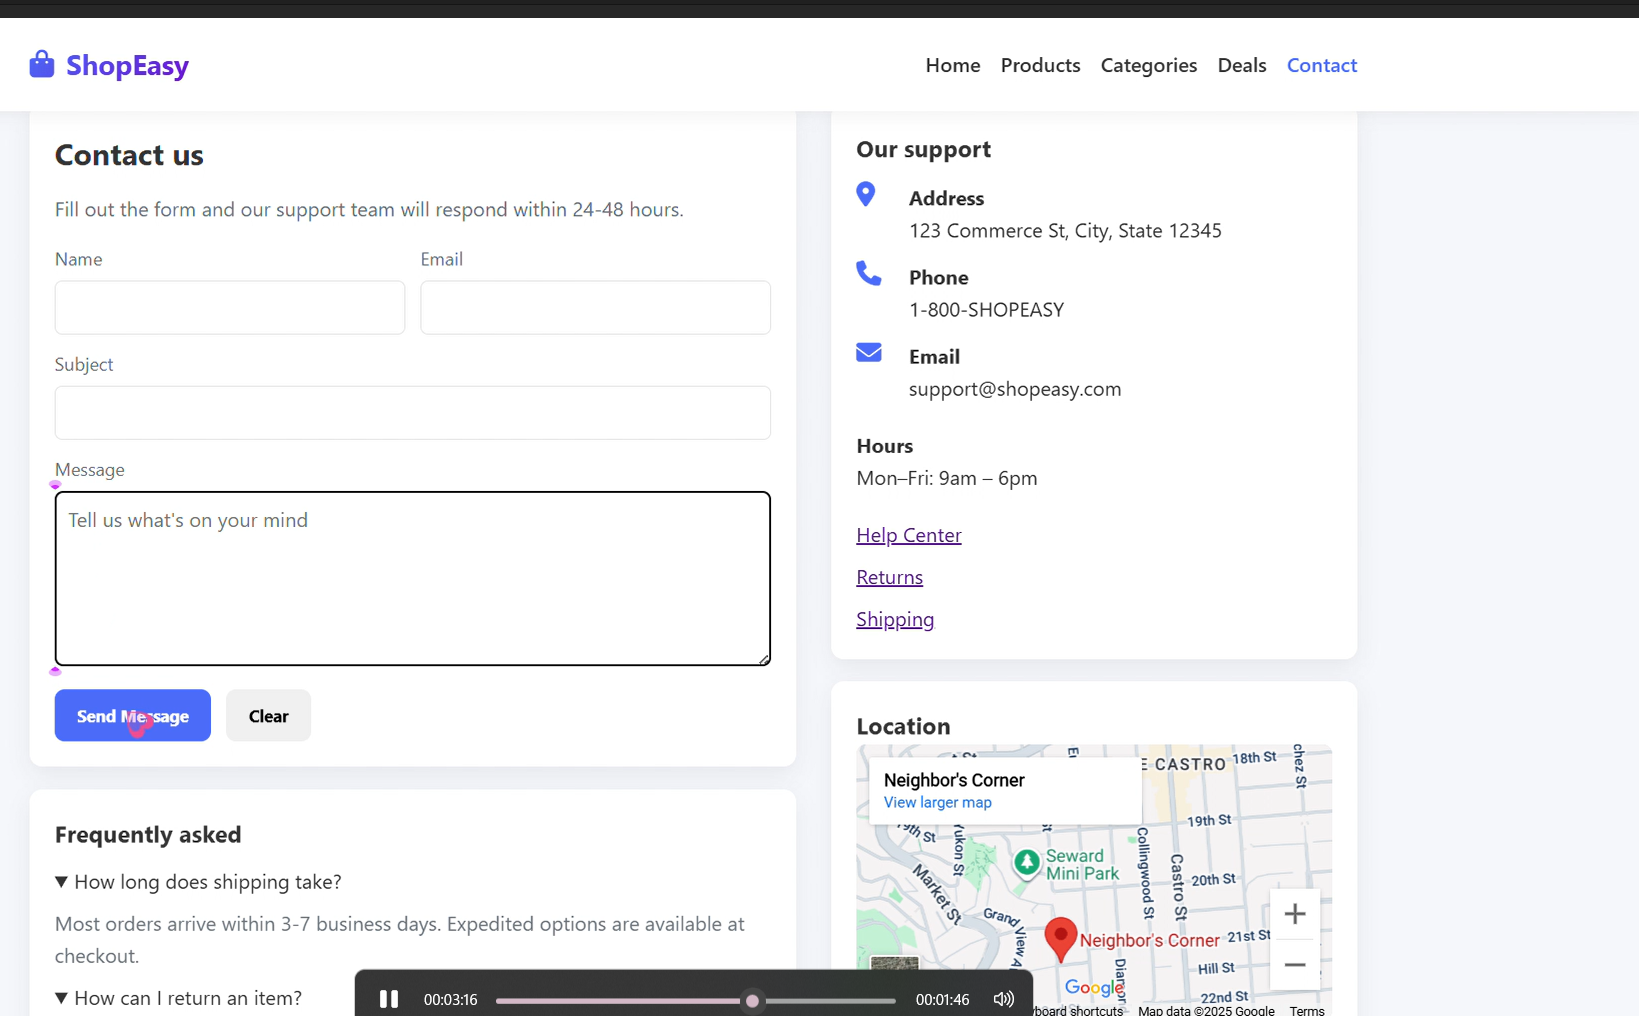 ShopEasy
Home Products Categories Deals Contact
Contact us
Fill out the form and our support team will respond within 24-48 hours.
Name Email
Subject
Message
Tell us what's on your mind
Send Message Clear
Frequently asked
▼ How long does shipping take?
Most orders arrive within 3-7 business days. Expedited options are available at
checkout.
▼ How can I return an item?
Our support
Address
123 Commerce St, City, State 12345
Phone
1-800-SHOPEASY
Email
support@shopeasy.com
Hours
Mon–Fri: 9am – 6pm
Help Center
Returns
Shipping
Location
Neighbor's Corner
View larger map
E CASTRO
18th St
chez St
19th St
19th St
Yukon St
Collingwood St
Castro St
Seward
Mini Park
20th St
Market St
Grand View A
Neighbor's Corner
21st St
Hill St
22nd St
Google
board shortcuts Map data ©2025 Google Terms
00:03:16 00:01:46